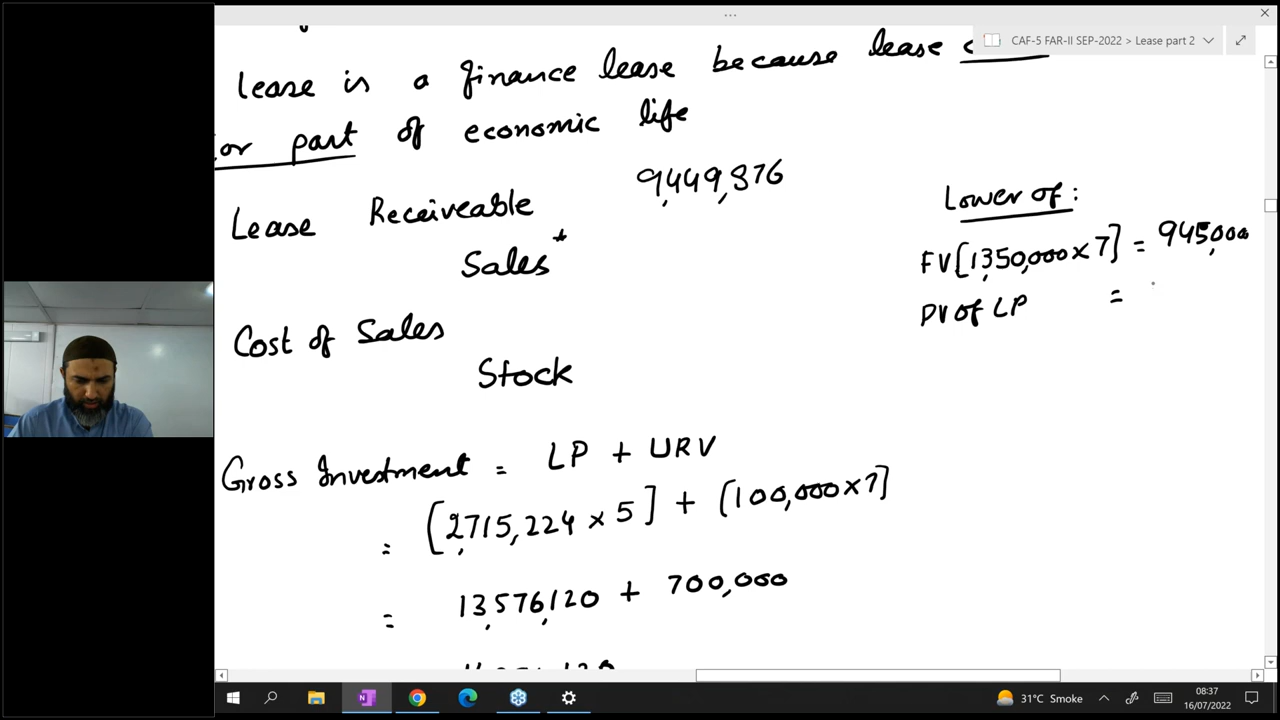 CAF-5 FAR-II SEP-2022 > Lease part 2
lease is a finance lease because lease
or part of economic life
Lease Receiveable 9,449,876
Sales*
Cost of Sales
Stock
Lower of:
FV[1,350,000 x 7] = 945,000
PV of LP =
Gross Investment = LP + URV
= [2,715,224 x 5] + [100,000 x 7]
= 13,576,120 + 700,000
31°C Smoke
08:37
16/07/2022